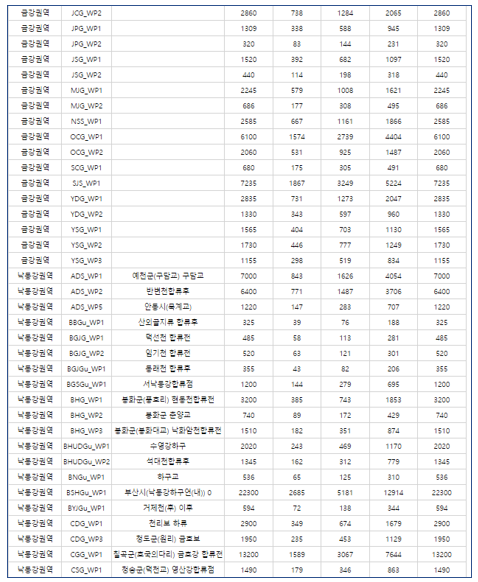 금강권역 JCG_WP2 2860 738 1284 2065 2860
금강권역 JPG_WP1 1309 338 588 945 1309
금강권역 JPG_WP2 320 83 144 231 320
금강권역 JSG_WP1 1520 392 682 1097 1520
금강권역 JSG_WP2 440 114 198 318 440
금강권역 MJG_WP1 2245 579 1008 1621 2245
금강권역 MJG_WP2 686 177 308 495 686
금강권역 NSS_WP1 2585 667 1161 1866 2585
금강권역 OCG_WP1 6100 1574 2739 4404 6100
금강권역 OCG_WP2 2060 531 925 1487 2060
금강권역 SCG_WP1 680 175 305 491 680
금강권역 SJS_WP1 7235 1867 3249 5224 7235
금강권역 YDG_WP1 2835 731 1273 2047 2835
금강권역 YDG_WP2 1330 343 597 960 1330
금강권역 YSG_WP1 1565 404 703 1130 1565
금강권역 YSG_WP2 1730 446 777 1249 1730
금강권역 YSG_WP3 1155 298 519 834 1155
낙동강권역 ADS_WP1 예천군(구담교) 구담교 7000 843 1626 4054 7000
낙동강권역 ADS_WP2 반변천합류후 6400 771 1487 3706 6400
낙동강권역 ADS_WP5 안동시(묵계교) 1220 147 283 707 1220
낙동강권역 BBGu_WP1 산외골지류 합류후 325 39 76 188 325
낙동강권역 BGJG_WP1 덕선천 합류전 485 58 113 281 485
낙동강권역 BGJG_WP2 임기천 합류전 520 63 121 301 520
낙동강권역 BGJGu_WP1 동래천 합류후 355 43 82 206 355
낙동강권역 BGSGu_WP1 서낙동강합류점 1200 144 279 695 1200
낙동강권역 BHG_WP1 봉화군(풍호리) 현동천합류전 3200 385 743 1853 3200
낙동강권역 BHG_WP2 봉화군 춘양교 740 89 172 429 740
낙동강권역 BHG_WP3 봉화군(봉화대교) 낙화암천합류전 1510 182 351 874 1510
낙동강권역 BHUDGu_WP1 수영강하구 2020 243 469 1170 2020
낙동강권역 BHUDGu_WP2 석대천합류후 1345 162 312 779 1345
낙동강권역 BNGu_WP1 하구교 536 65 125 310 536
낙동강권역 BSHGu_WP1 부산시(낙동강하구언(내)) 0 22300 2685 5181 12914 22300
낙동강권역 BYJGu_WP1 거제천(후) 이후 594 72 138 344 594
낙동강권역 CDG_WP1 천리보 하류 2900 349 674 1679 2900
낙동강권역 CDG_WP3 청도군(원리) 금호보 1950 235 453 1129 1950
낙동강권역 CGG_WP1 칠곡군(호국의다리) 금호강 합류전 13200 1589 3067 7644 13200
낙동강권역 CSG_WP1 청송군(덕천교) 영산강합류점 1490 179 346 863 1490